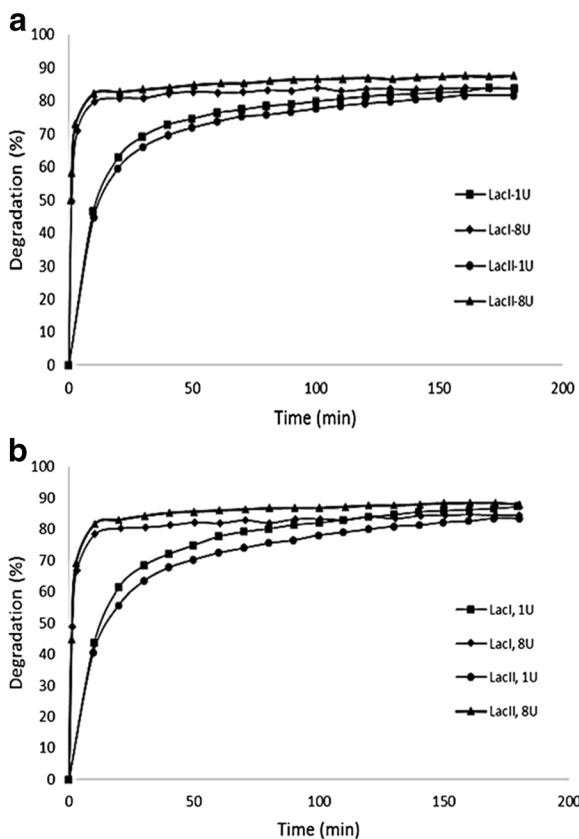 a
Degradation (%)
100
90
80
70
60
50
40
30
20
10
0
LacI-1U
LacI-8U
LacII-1U
LacII-8U
0 50 100 150 200
Time (min)
b
Degradation (%)
100
90
80
70
60
50
40
30
20
10
0
LacI, 1U
LacI, 8U
LacII, 1U
LacII, 8U
0 50 100 150 200
Time (min)